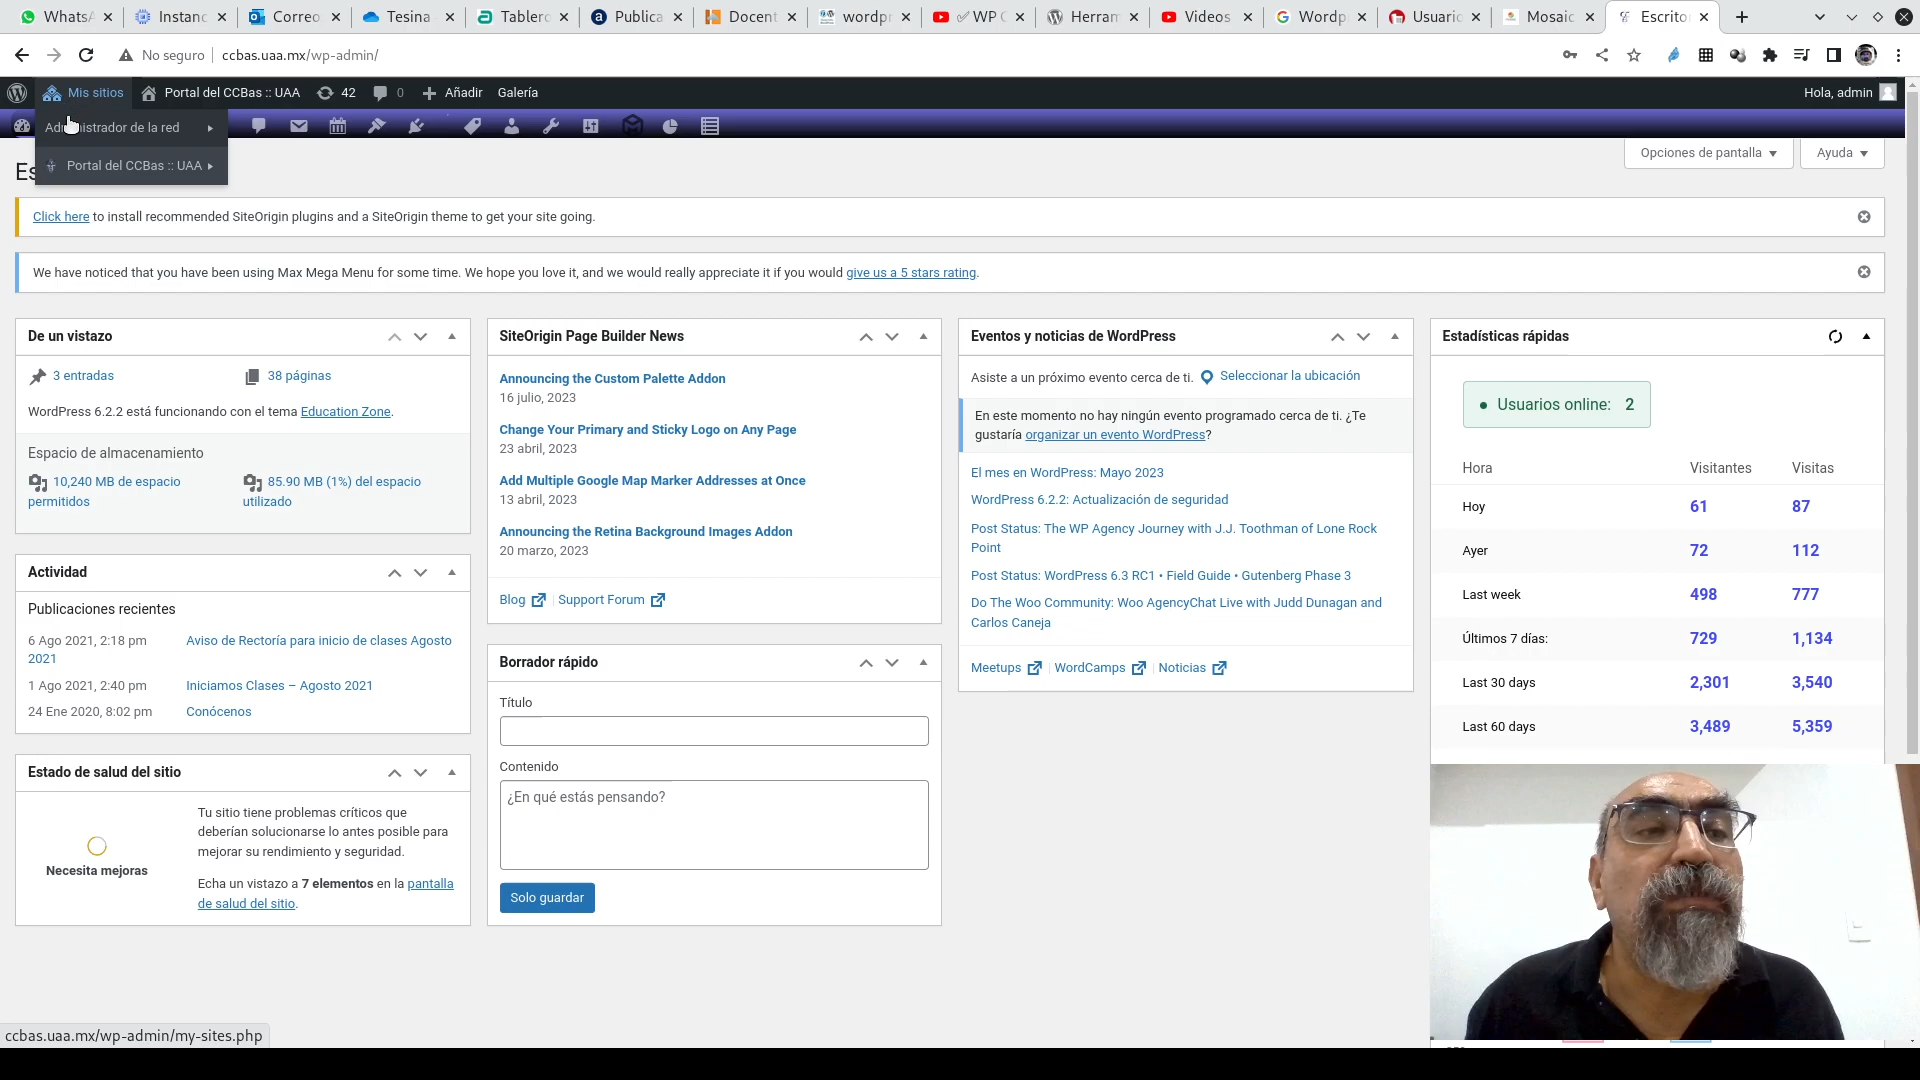 WhatsA
Instanc
Correo
Tesina
Tablero
Publica
Docent
wordpr
✅WP C
Herram
Videos
Wordp
Usuario
Mosaic
Escrito
No seguro
ccbas.uaa.mx/wp-admin/
Mis sitios
Portal del CCBas :: UAA
42
0
Añadir
Galería
Hola, admin
Portal del CCBas :: UAA
Opciones de pantalla
Ayuda
Click here to install recommended SiteOrigin plugins and a SiteOrigin theme to get your site going.
We have noticed that you have been using Max Mega Menu for some time. We hope you love it, and we would really appreciate it if you would give us a 5 stars rating.
De un vistazo
3 entradas
38 páginas
WordPress 6.2.2 está funcionando con el tema Education Zone.
Espacio de almacenamiento
10,240 MB de espacio
permitidos
85.90 MB (1%) del espacio
utilizado
Actividad
Publicaciones recientes
6 Ago 2021, 2:18 pm Aviso de Rectoría para inicio de clases Agosto
2021
1 Ago 2021, 2:40 pm Iniciamos Clases – Agosto 2021
24 Ene 2020, 8:02 pm Conócenos
Estado de salud del sitio
Necesita mejoras
Tu sitio tiene problemas críticos que
deberían solucionarse lo antes posible para
mejorar su rendimiento y seguridad.
Echa un vistazo a 7 elementos en la pantalla
de salud del sitio.
SiteOrigin Page Builder News
Announcing the Custom Palette Addon
16 julio, 2023
Change Your Primary and Sticky Logo on Any Page
23 abril, 2023
Add Multiple Google Map Marker Addresses at Once
13 abril, 2023
Announcing the Retina Background Images Addon
20 marzo, 2023
Blog
Support Forum
Borrador rápido
Título
Contenido
¿En qué estás pensando?
Solo guardar
Eventos y noticias de WordPress
Asiste a un próximo evento cerca de ti. Seleccionar la ubicación
En este momento no hay ningún evento programado cerca de ti. ¿Te
gustaría organizar un evento WordPress?
El mes en WordPress: Mayo 2023
WordPress 6.2.2: Actualización de seguridad
Post Status: The WP Agency Journey with J.J. Toothman of Lone Rock
Point
Post Status: WordPress 6.3 RC1 • Field Guide • Gutenberg Phase 3
Do The Woo Community: Woo AgencyChat Live with Judd Dunagan and
Carlos Caneja
Meetups
WordCamps
Noticias
Estadísticas rápidas
Usuarios online: 2
Hora Visitantes Visitas
Hoy 61 87
Ayer 72 112
Last week 498 777
Últimos 7 días: 729 1,134
Last 30 days 2,301 3,540
Last 60 days 3,489 5,359
ccbas.uaa.mx/wp-admin/my-sites.php